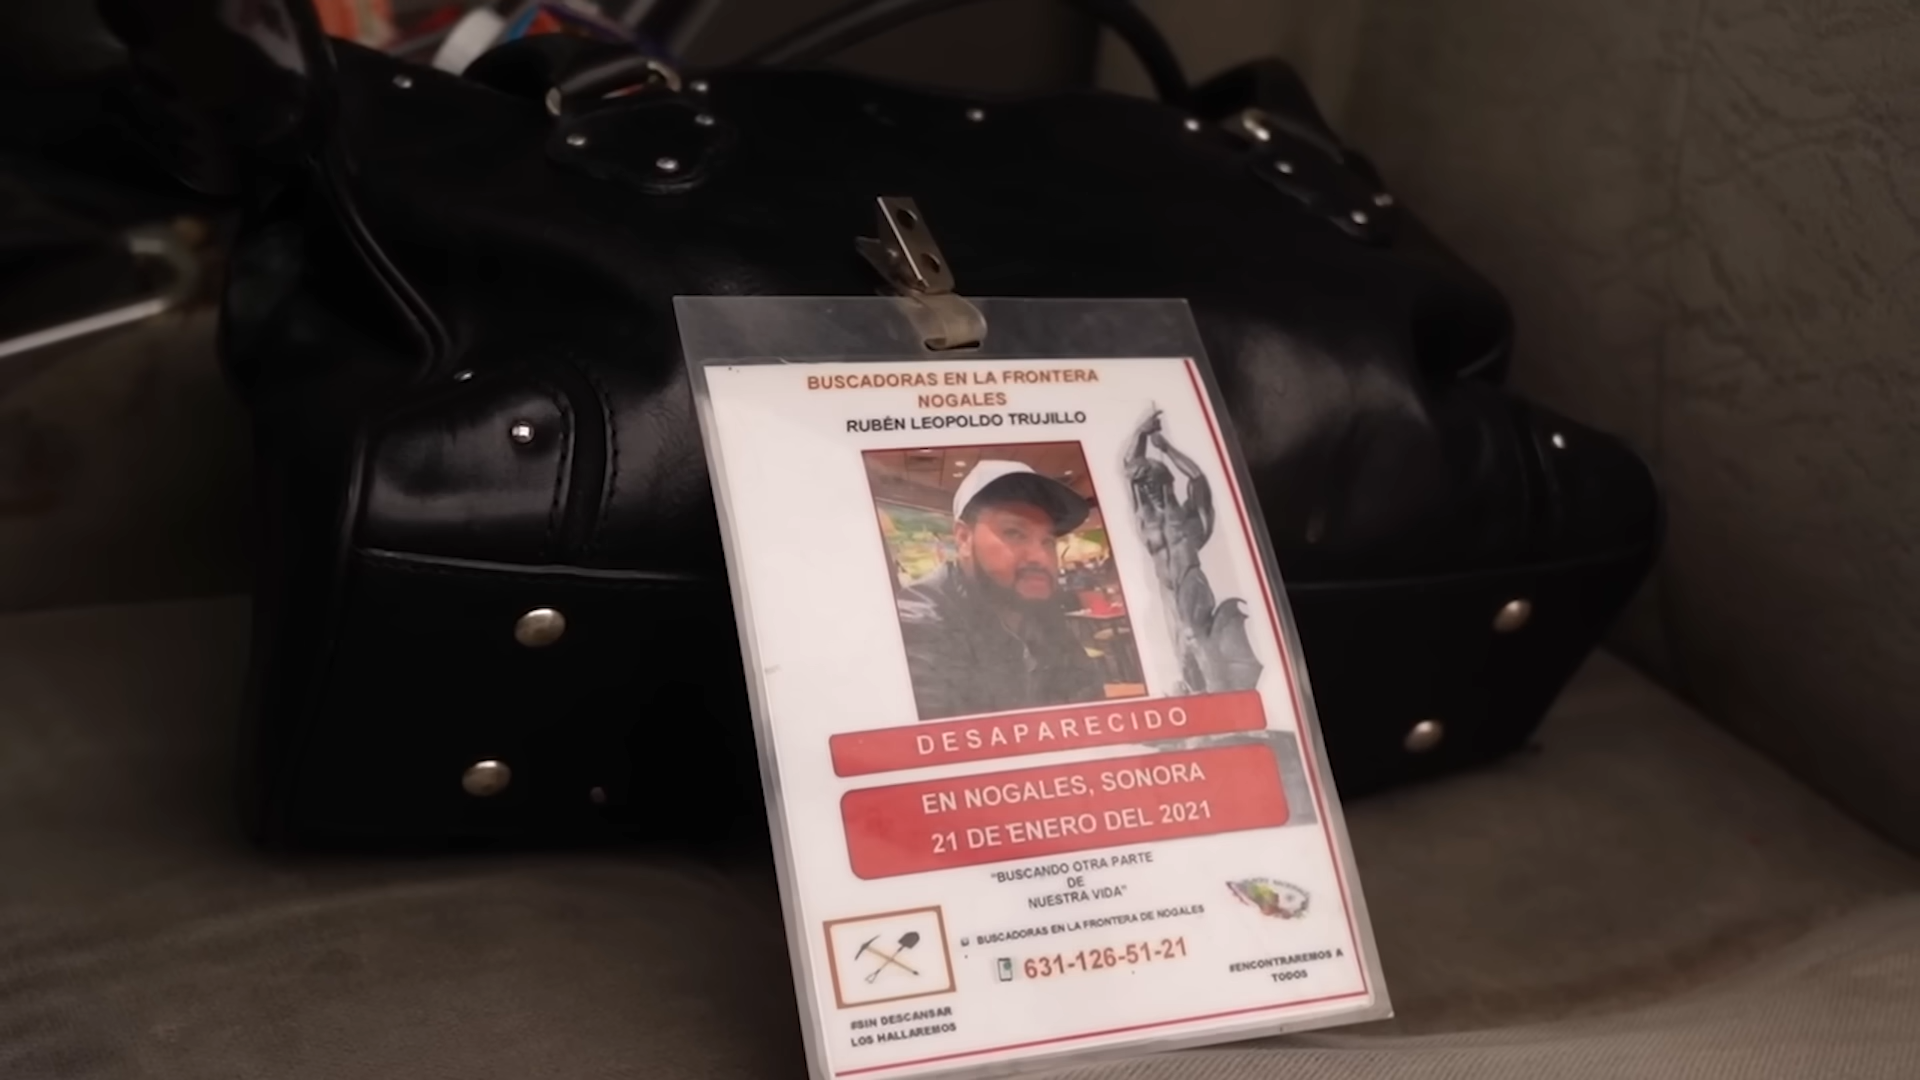 BUSCADORAS EN LA FRONTERA
NOGALES
RUBÉN LEOPOLDO TRUJILLO
DESAPARECIDO
EN NOGALES, SONORA
21 DE ENERO DEL 2021
"BUSCANDO OTRA PARTE
DE
NUESTRA VIDA"
BUSCADORAS EN LA FRONTERA DE NOGALES
631-126-51-21
#ENCONTRAREMOS A
TODOS
#SIN DESCANSAR
LOS HALLAREMOS